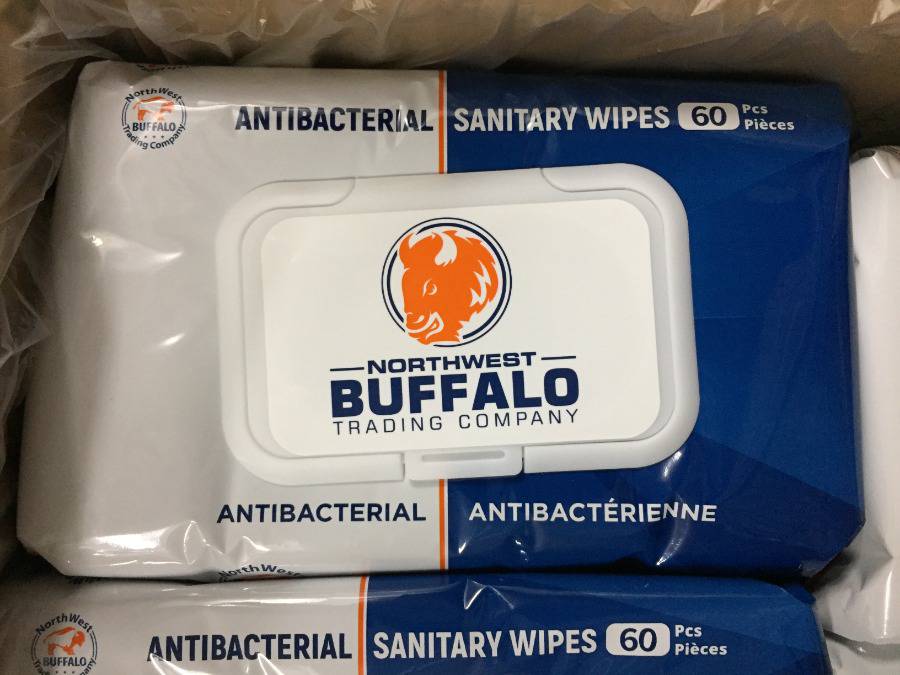 NorthWest
BUFFALO
Trading Company
ANTIBACTERIAL SANITARY WIPES 60 Pcs
Pièces
NORTHWEST
BUFFALO
TRADING COMPANY
ANTIBACTERIAL ANTIBACTÉRIENNE
NorthWest
NorthWest
BUFFALO
ANTIBACTERIAL SANITARY WIPES 60 Pcs
Pièces